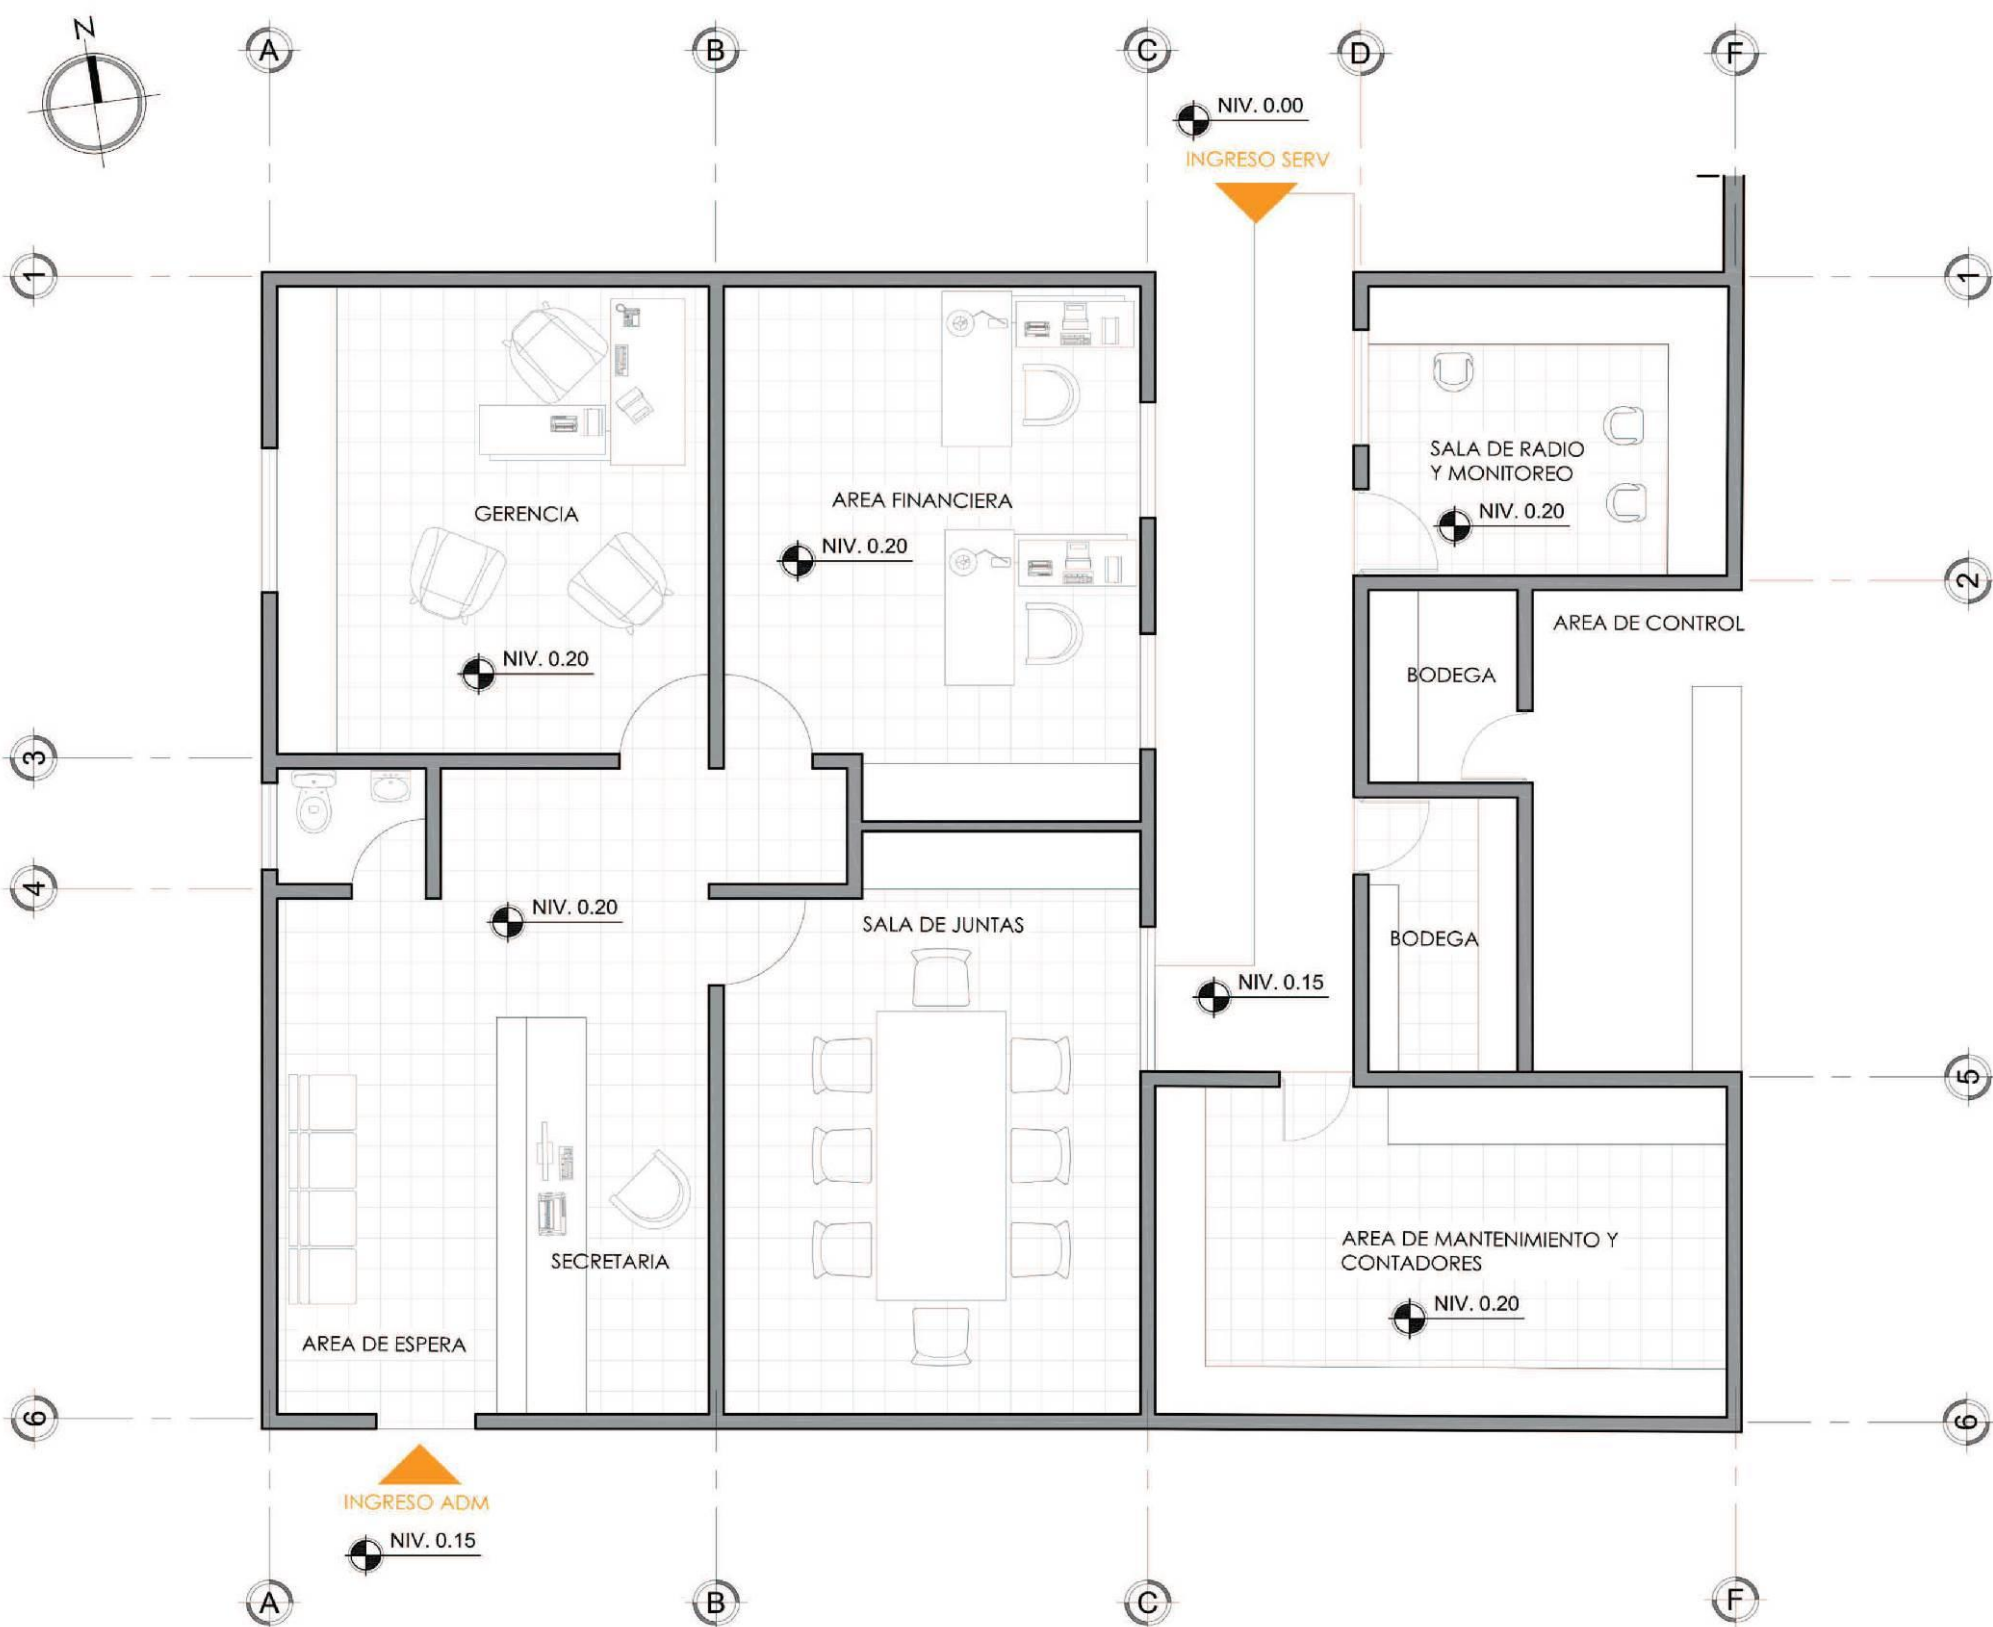 N
A
B
C
D
F
NIV. 0.00
INGRESO SERV
1
1
SALA DE RADIO
Y MONITOREO
NIV. 0.20
GERENCIA
AREA FINANCIERA
NIV. 0.20
2
AREA DE CONTROL
NIV. 0.20
BODEGA
3
4
NIV. 0.20
SALA DE JUNTAS
BODEGA
NIV. 0.15
5
AREA DE MANTENIMIENTO Y
CONTADORES
SECRETARIA
NIV. 0.20
AREA DE ESPERA
6
6
INGRESO ADM
NIV. 0.15
A
B
C
F